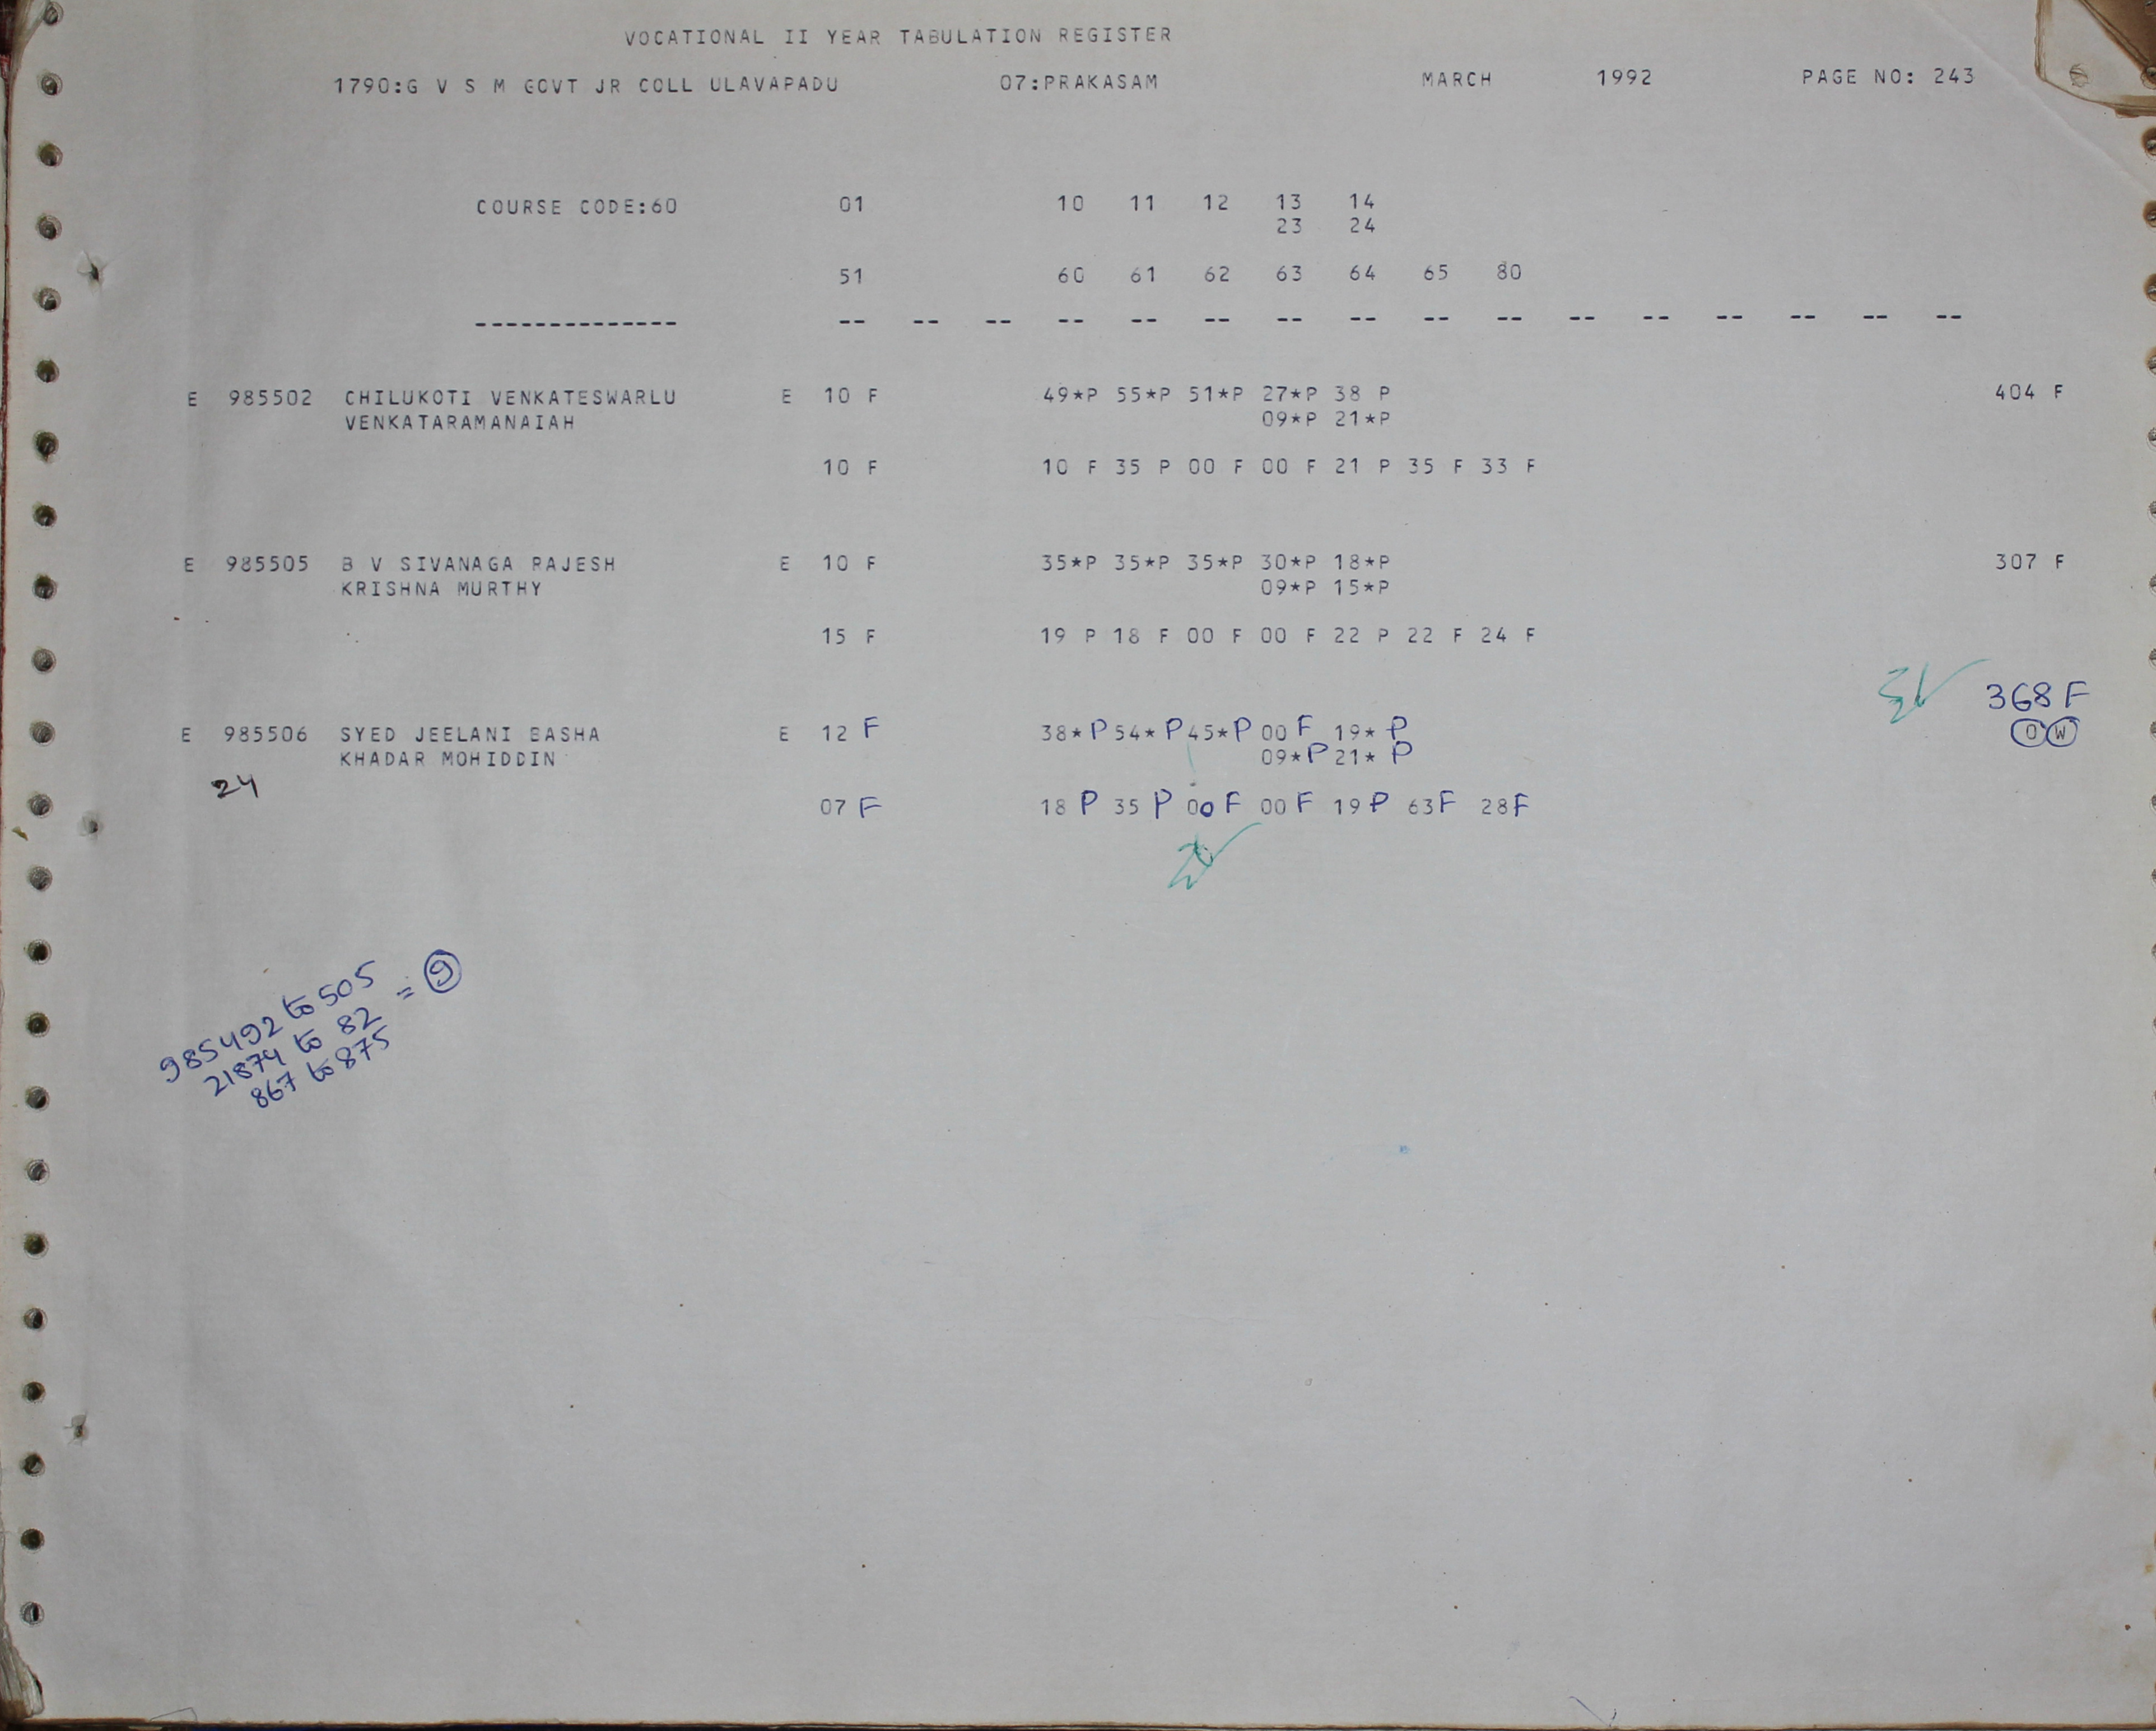 VOCATIONAL II YEAR TABULATION REGISTER
1790:G V S M GOVT JR COLL ULAVAPADU 07:PRAKASAM MARCH 1992 PAGE NO: 243
COURSE CODE:60 01 10 11 12 13 14
23 24
51 60 61 62 63 64 65 80
-------------- -- -- -- -- -- -- -- -- -- -- -- -- -- -- -- --
E 985502 CHILUKOTI VENKATESWARLU E 10 F 49*P 55*P 51*P 27*P 38 P 404 F
VENKATARAMANAIAH 09*P 21*P
10 F 10 F 35 P 00 F 00 F 21 P 35 F 33 F
E 985505 B V SIVANAGA RAJESH E 10 F 35*P 35*P 35*P 30*P 18*P 307 F
KRISHNA MURTHY 09*P 15*P
15 F 19 P 18 F 00 F 00 F 22 P 22 F 24 F
368 F
E 985506 SYED JEELANI BASHA E 12 F 38*P 54*P 45*P 00 F 19*P O W
KHADAR MOHIDDIN 09*P 21*P
24
07 F 18 P 35 P 00 F 00 F 19 P 63 F 28 F
985492 to 505
21874 to 82 = 9
867 to 875